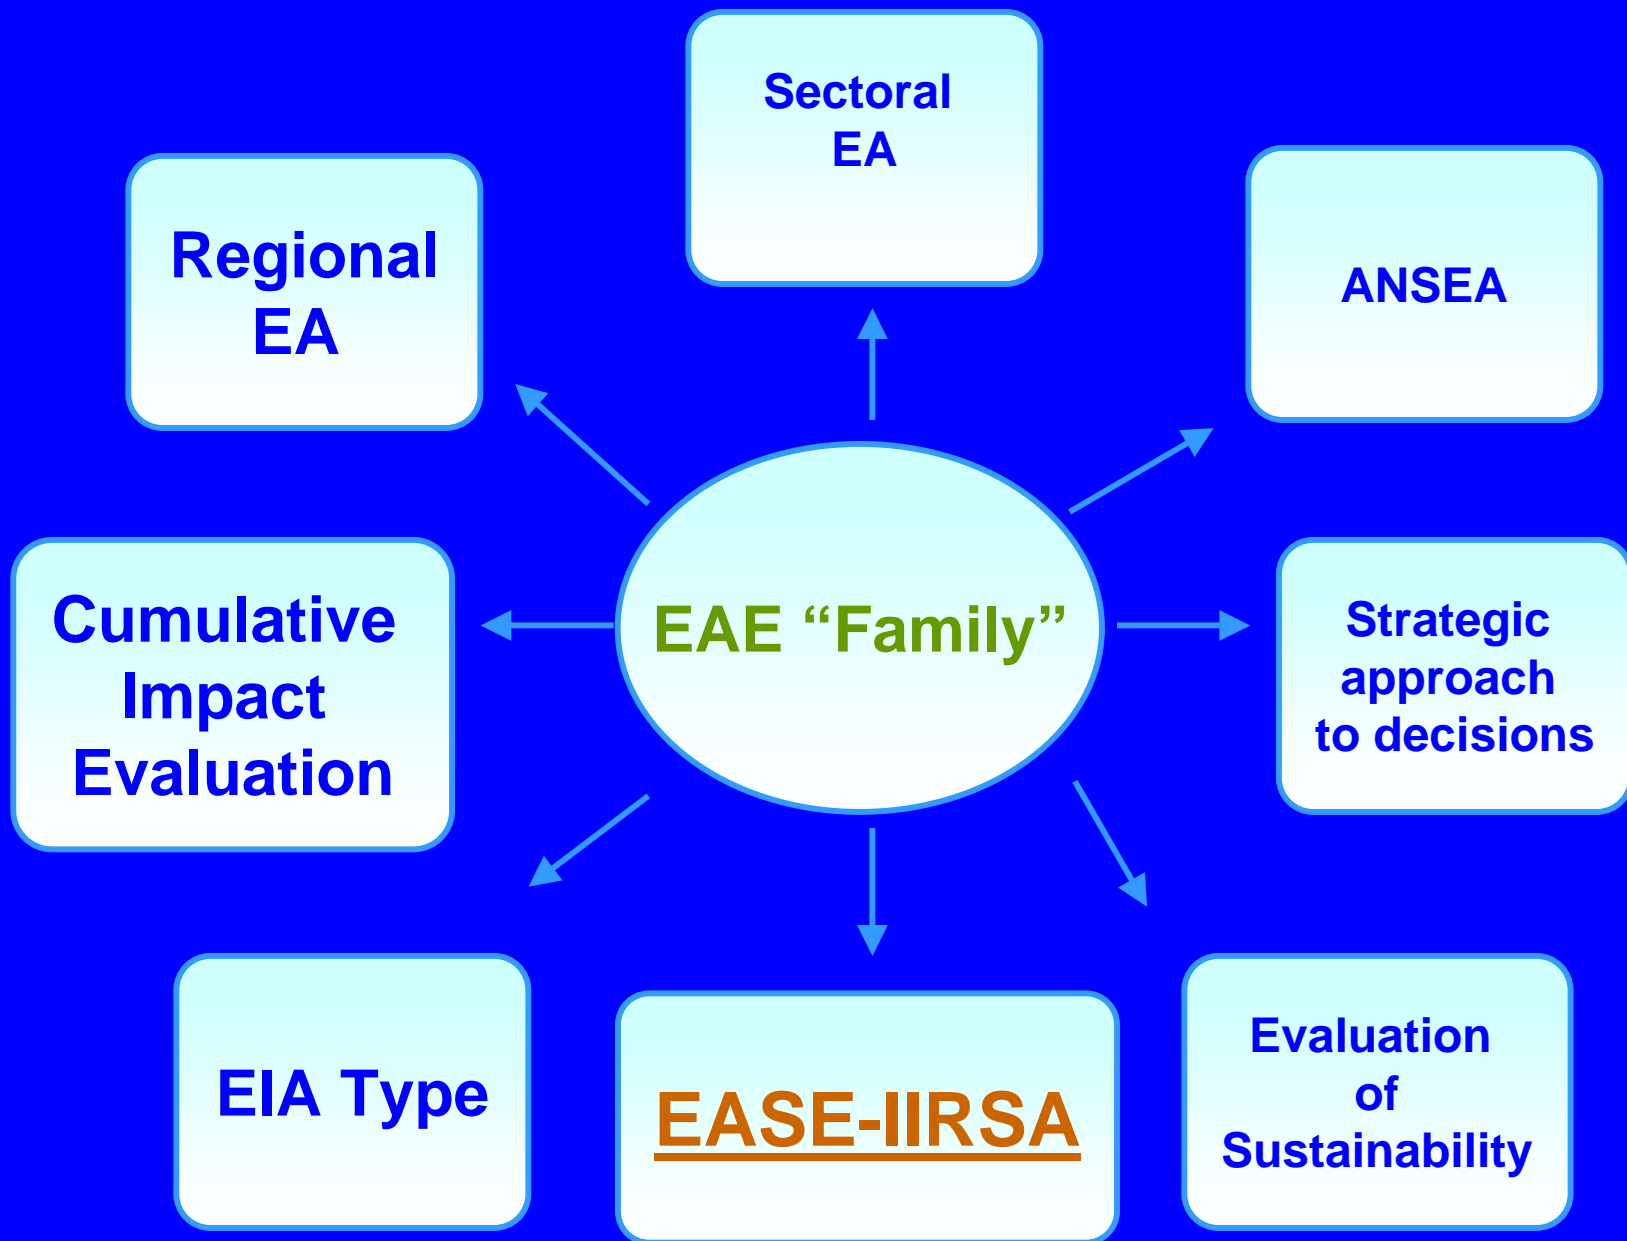 Sectoral
EA
Regional
EA
ANSEA
EAE “Family”
Cumulative
Impact
Evaluation
Strategic
approach
to decisions
EIA Type
EASE-IIRSA
Evaluation
of
Sustainability